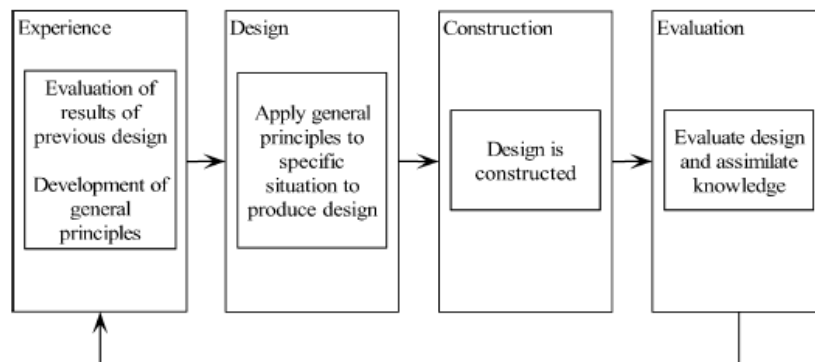 Experience
Evaluation of
results of
previous design
Development of
general
principles
Design
Apply general
principles to
specific
situation to
produce design
Construction
Design is
constructed
Evaluation
Evaluate design
and assimilate
knowledge